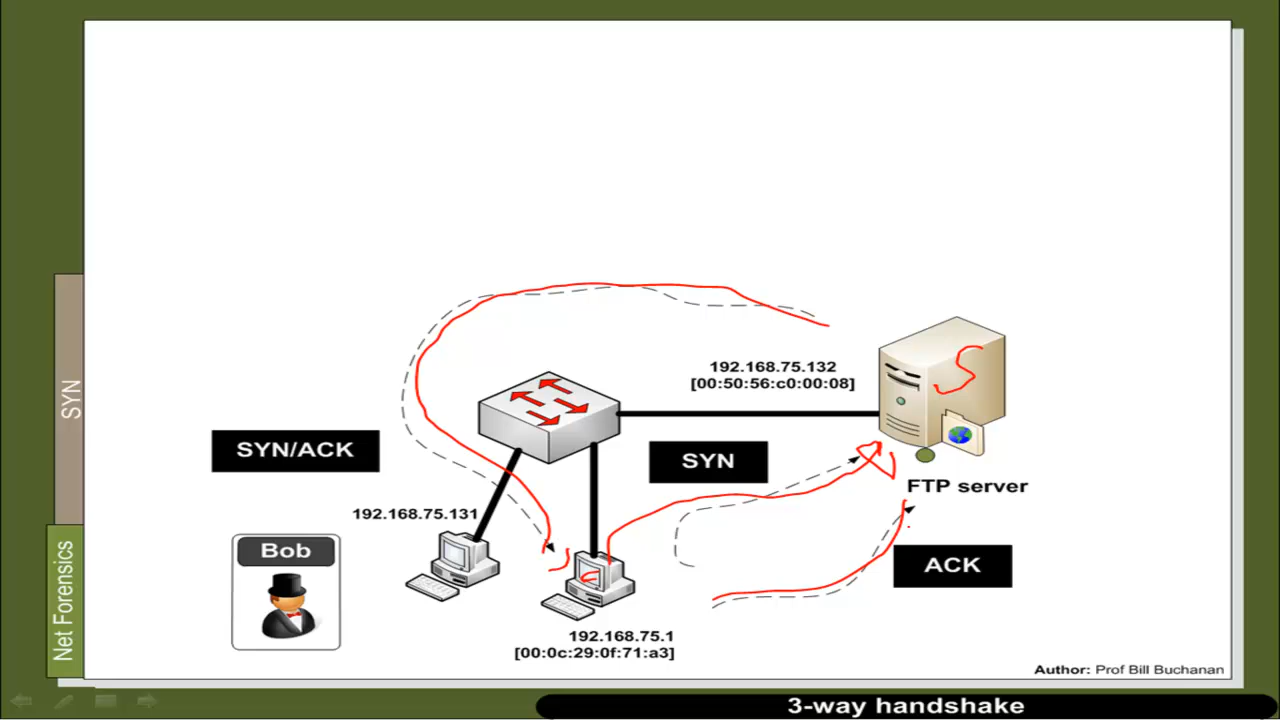 192.168.75.132
[00:50:56:c0:00:08]
SYN
SYN/ACK
SYN
FTP server
192.168.75.131
Bob
ACK
Net Forensics
192.168.75.1
[00:0c:29:0f:71:a3]
Author: Prof Bill Buchanan
3-way handshake
S
C